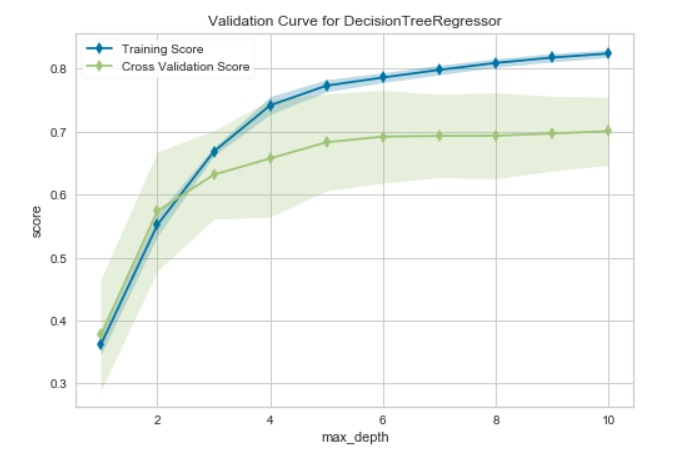 Validation Curve for DecisionTreeRegressor
Training Score
Cross Validation Score
0.8
0.7
0.6
0.5
0.4
0.3
score
2 4 6 8 10
max_depth